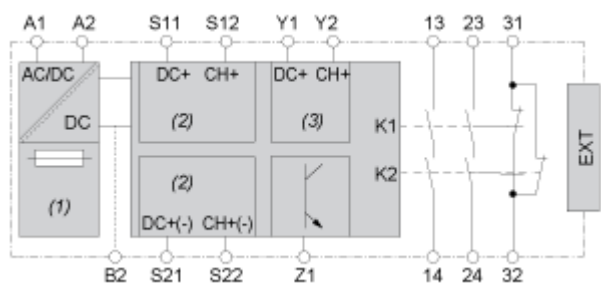 A1 A2 S11 S12 Y1 Y2 13 23 31
AC/DC DC+ CH+ DC+ CH+
DC (2) (3) K1
EXT
(2) K2
(1)
DC+(-) CH+(-)
B2 S21 S22 Z1 14 24 32